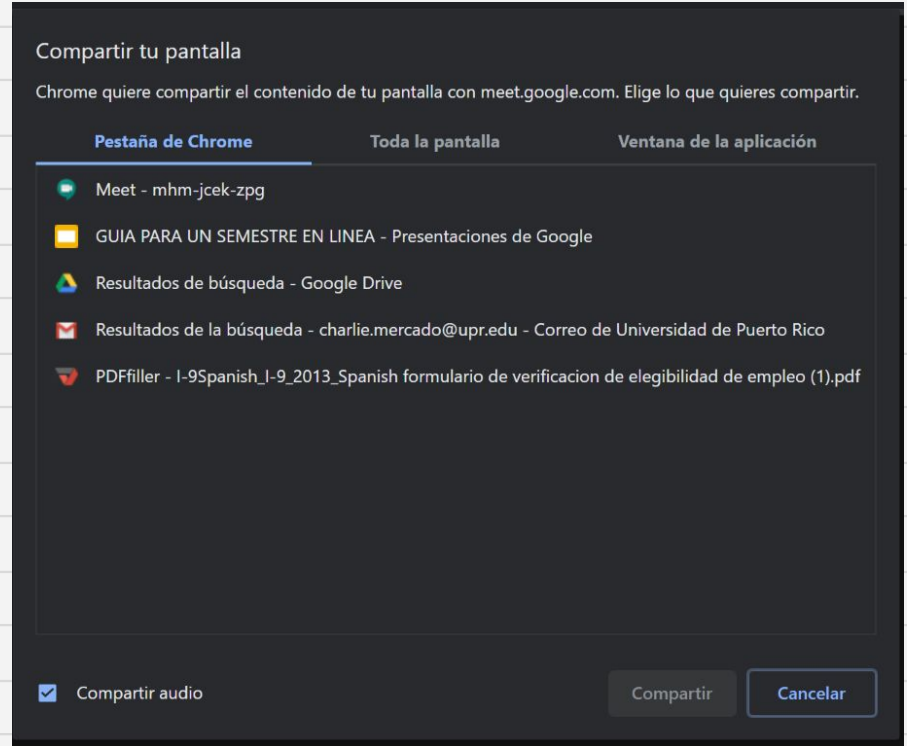 Compartir tu pantalla
Chrome quiere compartir el contenido de tu pantalla con meet.google.com. Elige lo que quieres compartir.
Pestaña de Chrome Toda la pantalla Ventana de la aplicación
Meet - mhm-jcek-zpg
GUIA PARA UN SEMESTRE EN LINEA - Presentaciones de Google
Resultados de búsqueda - Google Drive
Resultados de la búsqueda - charlie.mercado@upr.edu - Correo de Universidad de Puerto Rico
PDFfiller - I-9Spanish_I-9_2013_Spanish formulario de verificacion de elegibilidad de empleo (1).pdf
Compartir audio Compartir Cancelar